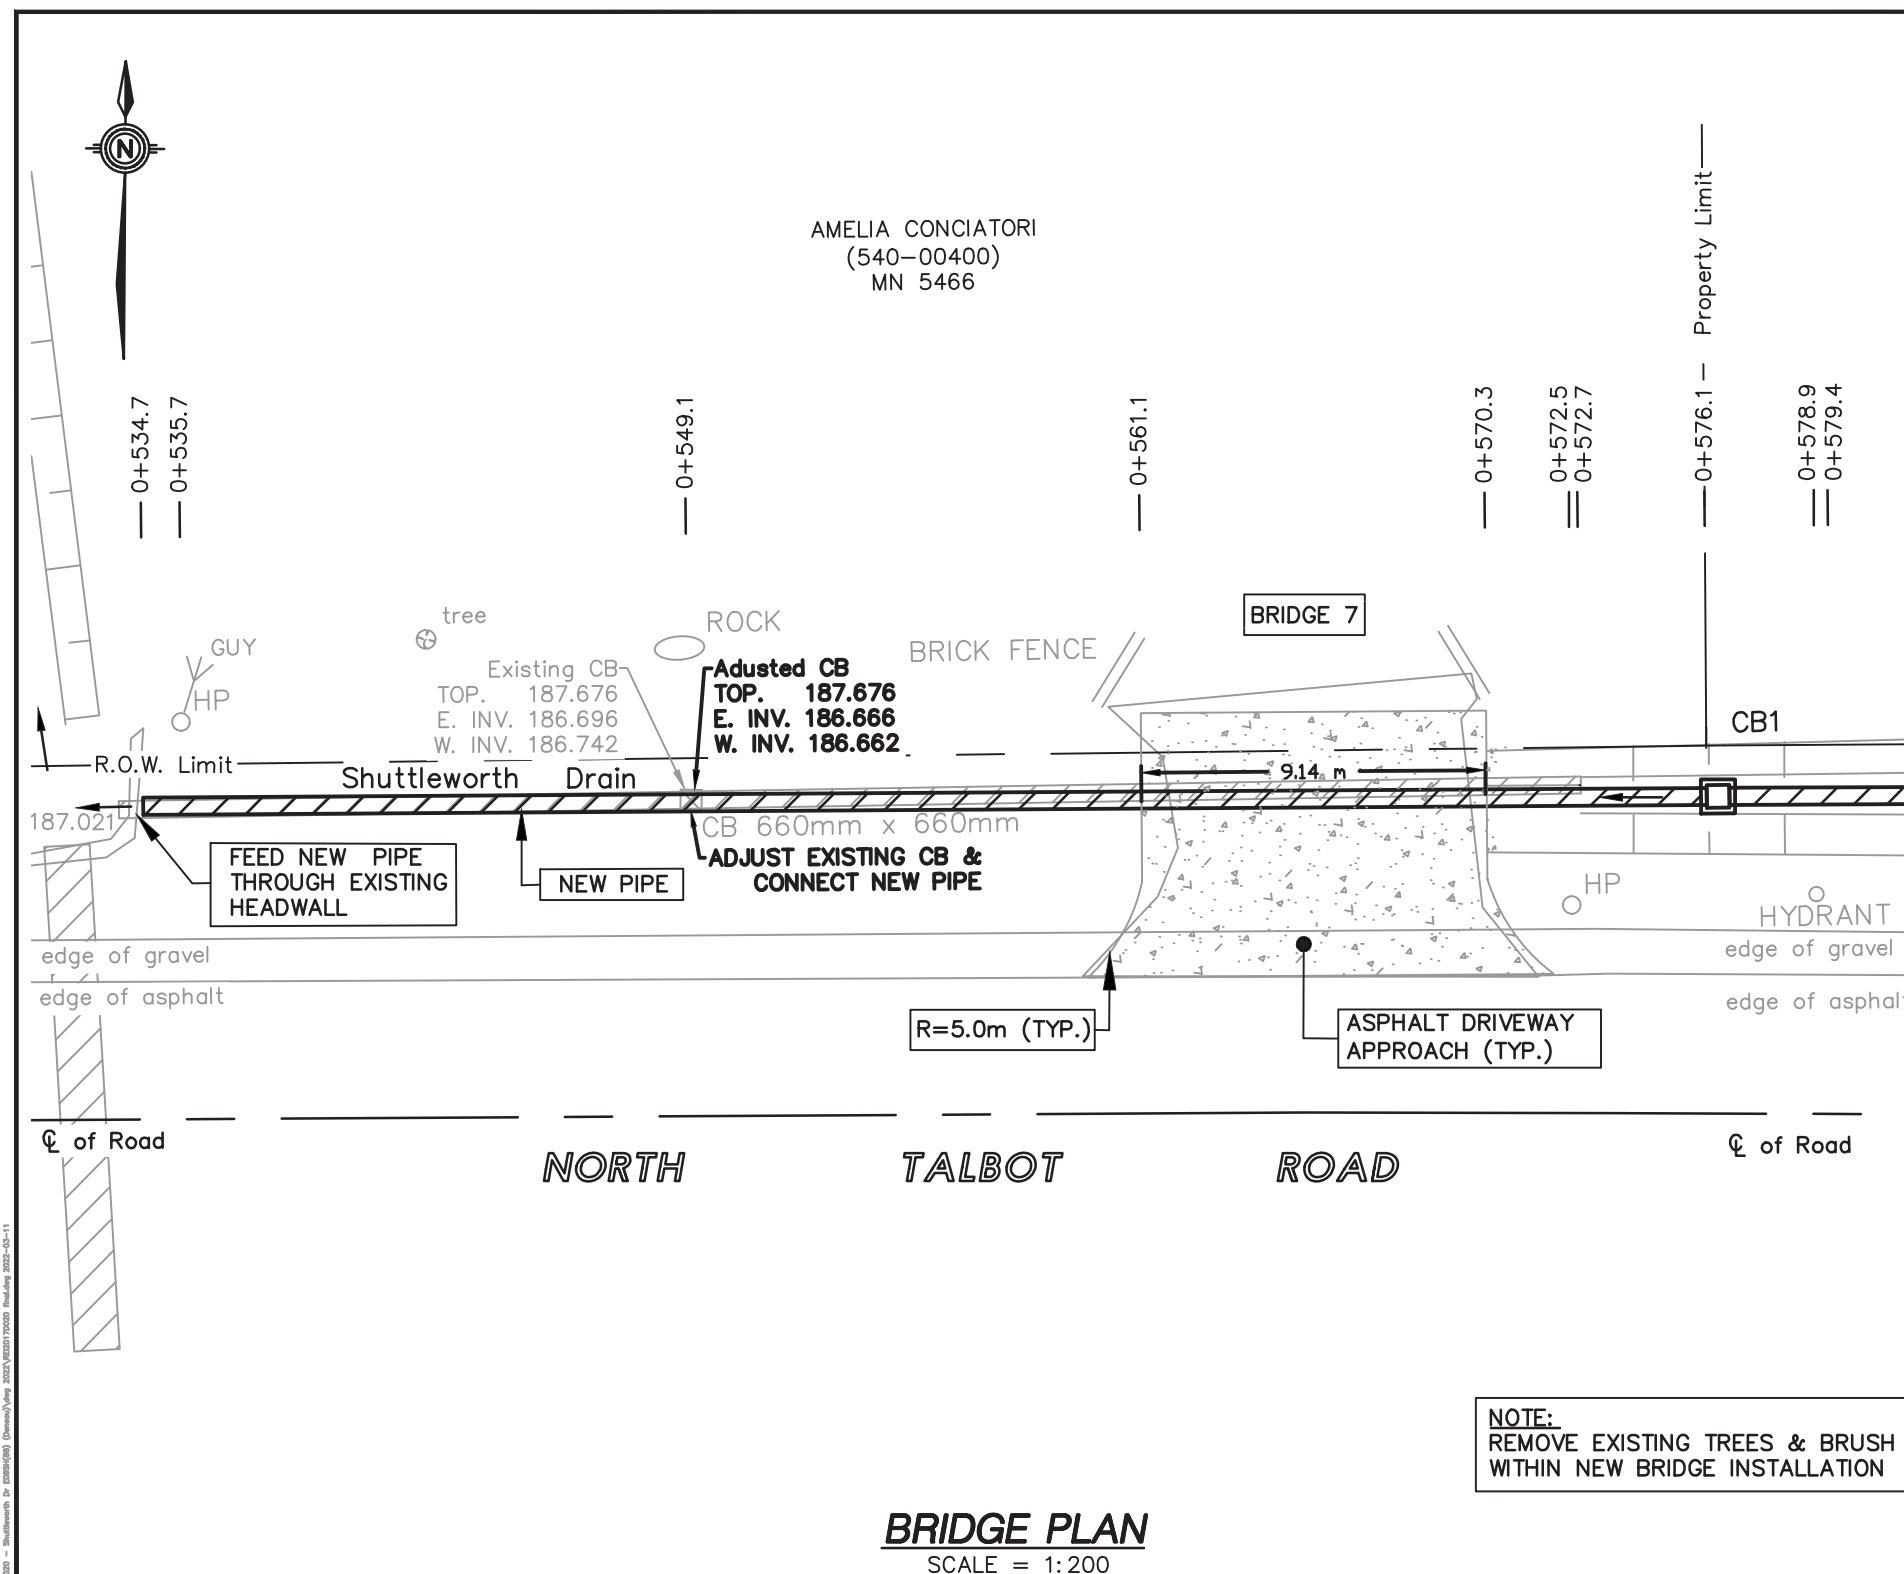 N
AMELIA CONCIATORI
(540-00400)
MN 5466
Property Limit
0+534.7
0+535.7
0+549.1
0+561.1
0+570.3
0+572.5
0+572.7
0+576.1
0+578.9
0+579.4
BRIDGE 7
tree
ROCK
BRICK FENCE
GUY
HP
Existing CB
TOP. 187.676
E. INV. 186.696
W. INV. 186.742
Adusted CB
TOP. 187.676
E. INV. 186.666
W. INV. 186.662
CB1
R.O.W. Limit
Shuttleworth Drain
9.14 m
187.021
CB 660mm x 660mm
FEED NEW PIPE
THROUGH EXISTING
HEADWALL
NEW PIPE
ADJUST EXISTING CB &
CONNECT NEW PIPE
HP
HYDRANT
edge of gravel
edge of gravel
edge of asphalt
edge of asphalt
R=5.0m (TYP.)
ASPHALT DRIVEWAY
APPROACH (TYP.)
℄ of Road
℄ of Road
NORTH TALBOT ROAD
NOTE:
REMOVE EXISTING TREES & BRUSH
WITHIN NEW BRIDGE INSTALLATION
BRIDGE PLAN
SCALE = 1:200